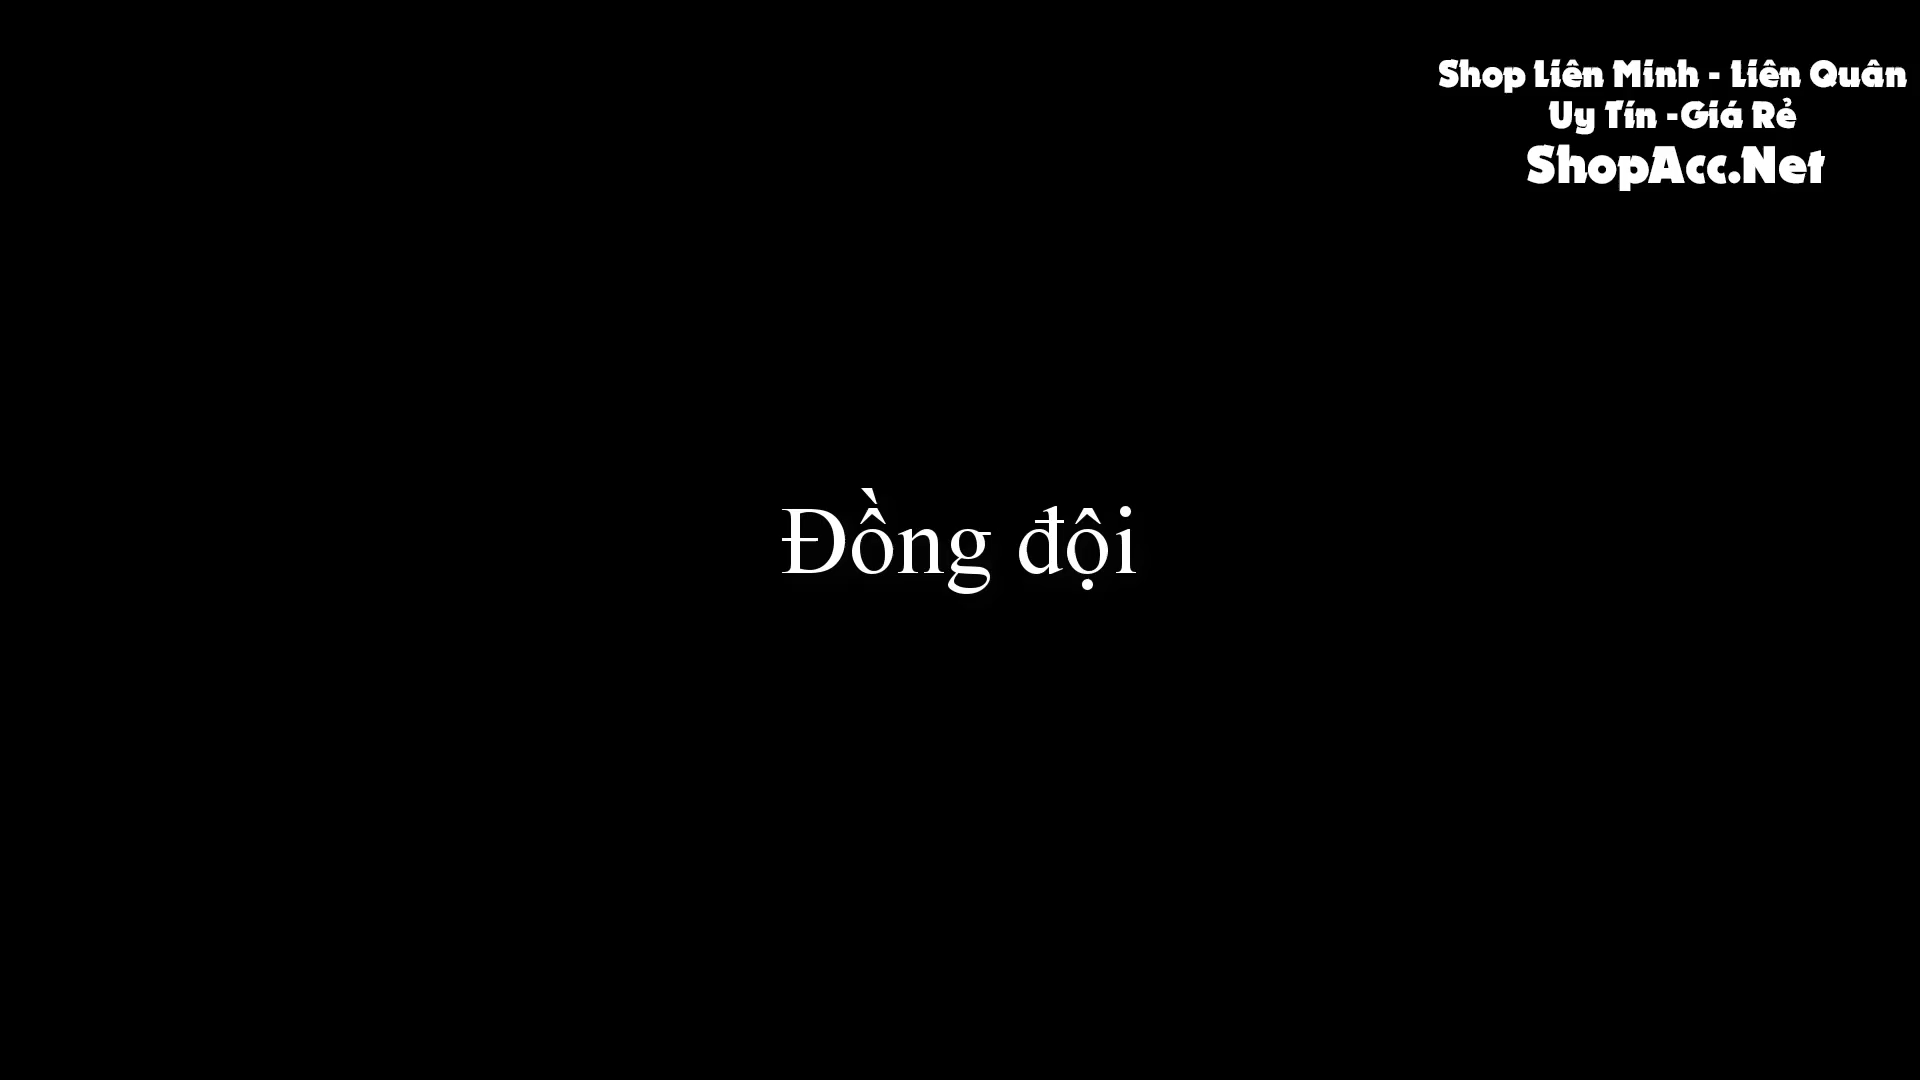 Shop Liên Minh - Liên Quân
Uy Tín -Giá Rẻ
ShopAcc.Net
Đồng đội